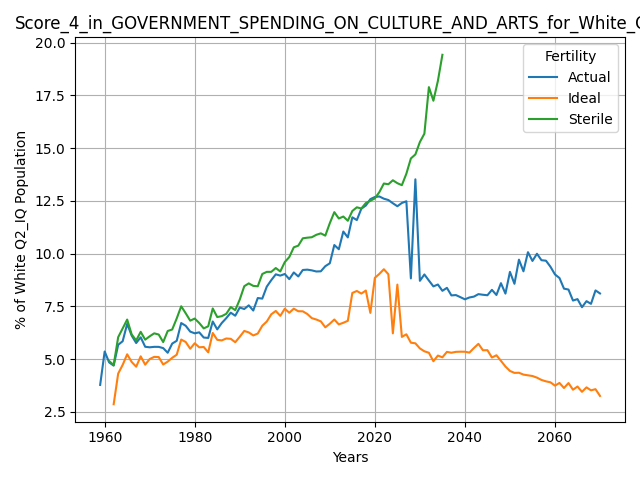 Score_4_in_GOVERNMENT_SPENDING_ON_CULTURE_AND_ARTS_for_White_
% of White Q2_IQ Population
20.0
17.5
15.0
12.5
10.0
7.5
5.0
2.5
Fertility
Actual
Ideal
Sterile
1960 1980 2000 2020 2040 2060
Years